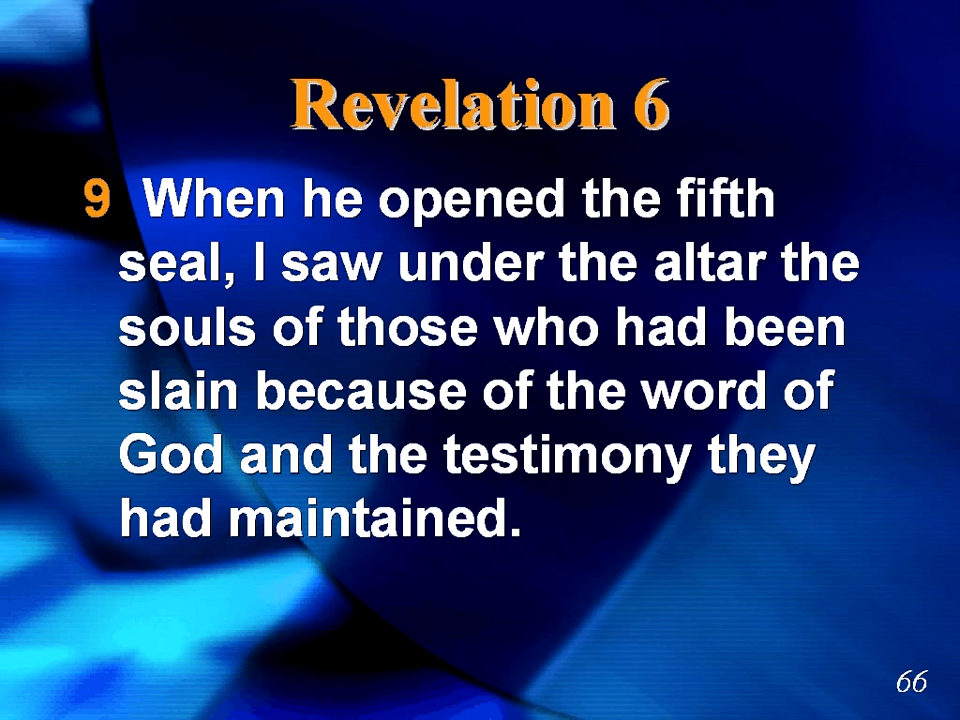 Revelation 6
9 When he opened the fifth
seal, I saw under the altar the
souls of those who had been
slain because of the word of
God and the testimony they
had maintained.
66